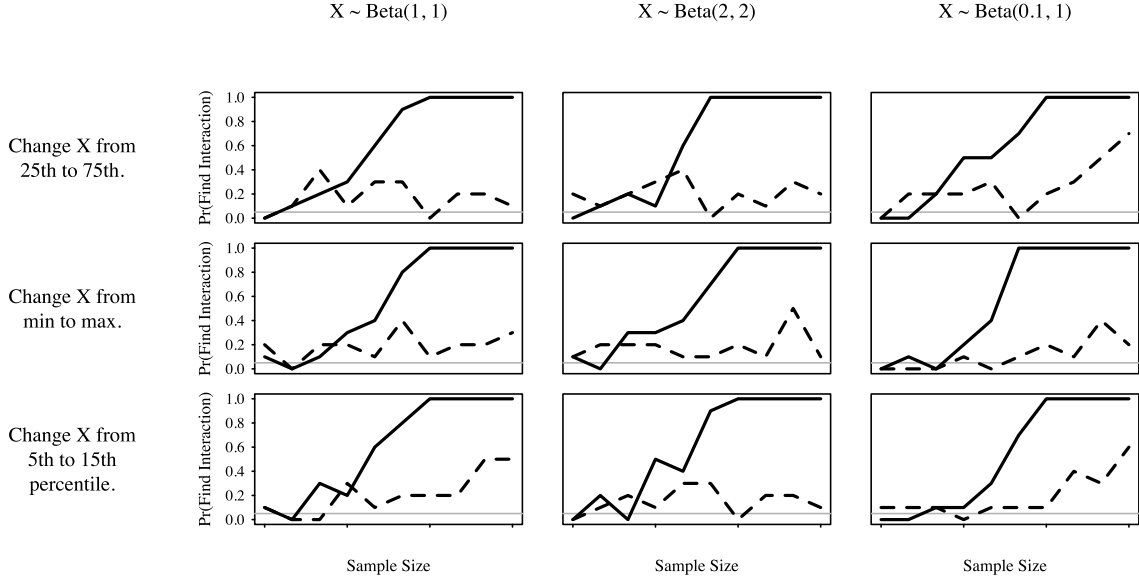 X ~ Beta(1, 1)
X ~ Beta(2, 2)
X ~ Beta(0.1, 1)
Change X from
25th to 75th.
Pr(Find Interaction)
1.0
0.8
0.6
0.4
0.2
0.0
Change X from
min to max.
Pr(Find Interaction)
1.0
0.8
0.6
0.4
0.2
0.0
Change X from
5th to 15th
percentile.
Pr(Find Interaction)
1.0
0.8
0.6
0.4
0.2
0.0
Sample Size
Sample Size
Sample Size